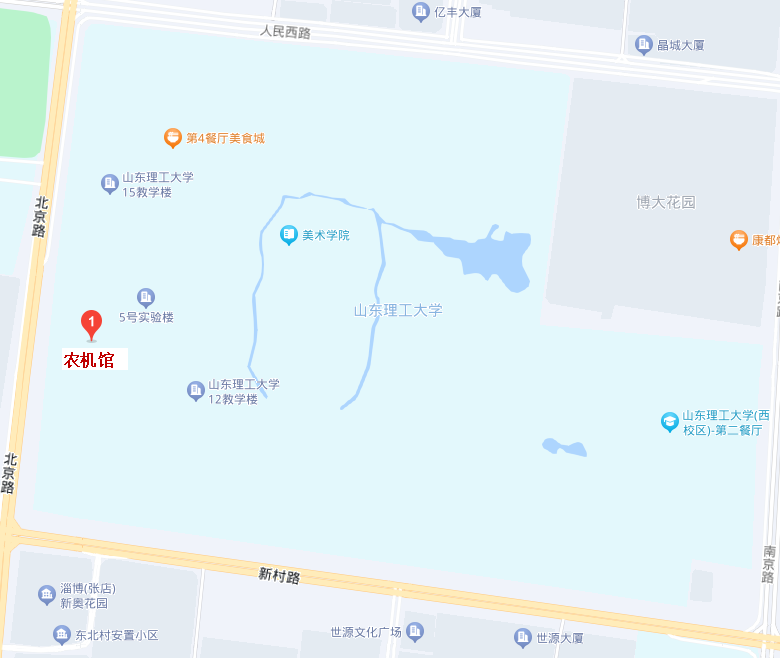 亿丰大厦
人民西路
晶城大厦
第4餐厅美食城
山东理工大学
15教学楼
北京路
博大花园
美术学院
康都
5号实验楼
1
山东理工大学
农机馆
山东理工大学
12教学楼
山东理工大学(西
校区)-第二餐厅
北京路
南京路
新村路
淄博(张店)
新奥花园
东北村安置小区
世源文化广场
世源大厦